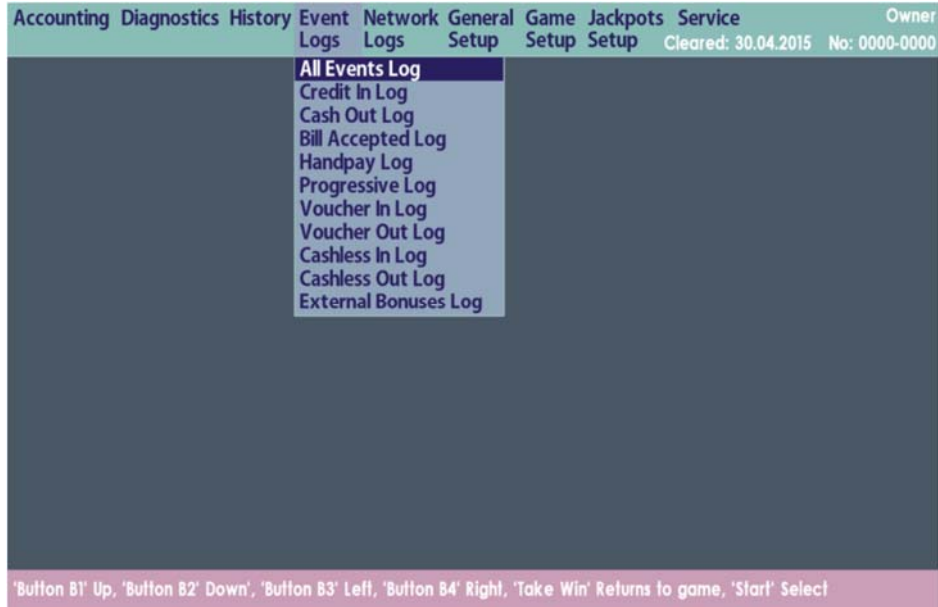 Accounting Diagnostics History Event Logs Network Logs General Setup Game Setup Jackpots Setup Service Owner
Cleared: 30.04.2015 No: 0000-0000
All Events Log
Credit In Log
Cash Out Log
Bill Accepted Log
Handpay Log
Progressive Log
Voucher In Log
Voucher Out Log
Cashless In Log
Cashless Out Log
External Bonuses Log
'Button B1' Up, 'Button B2' Down', 'Button B3' Left, 'Button B4' Right, 'Take Win' Returns to game, 'Start' Select